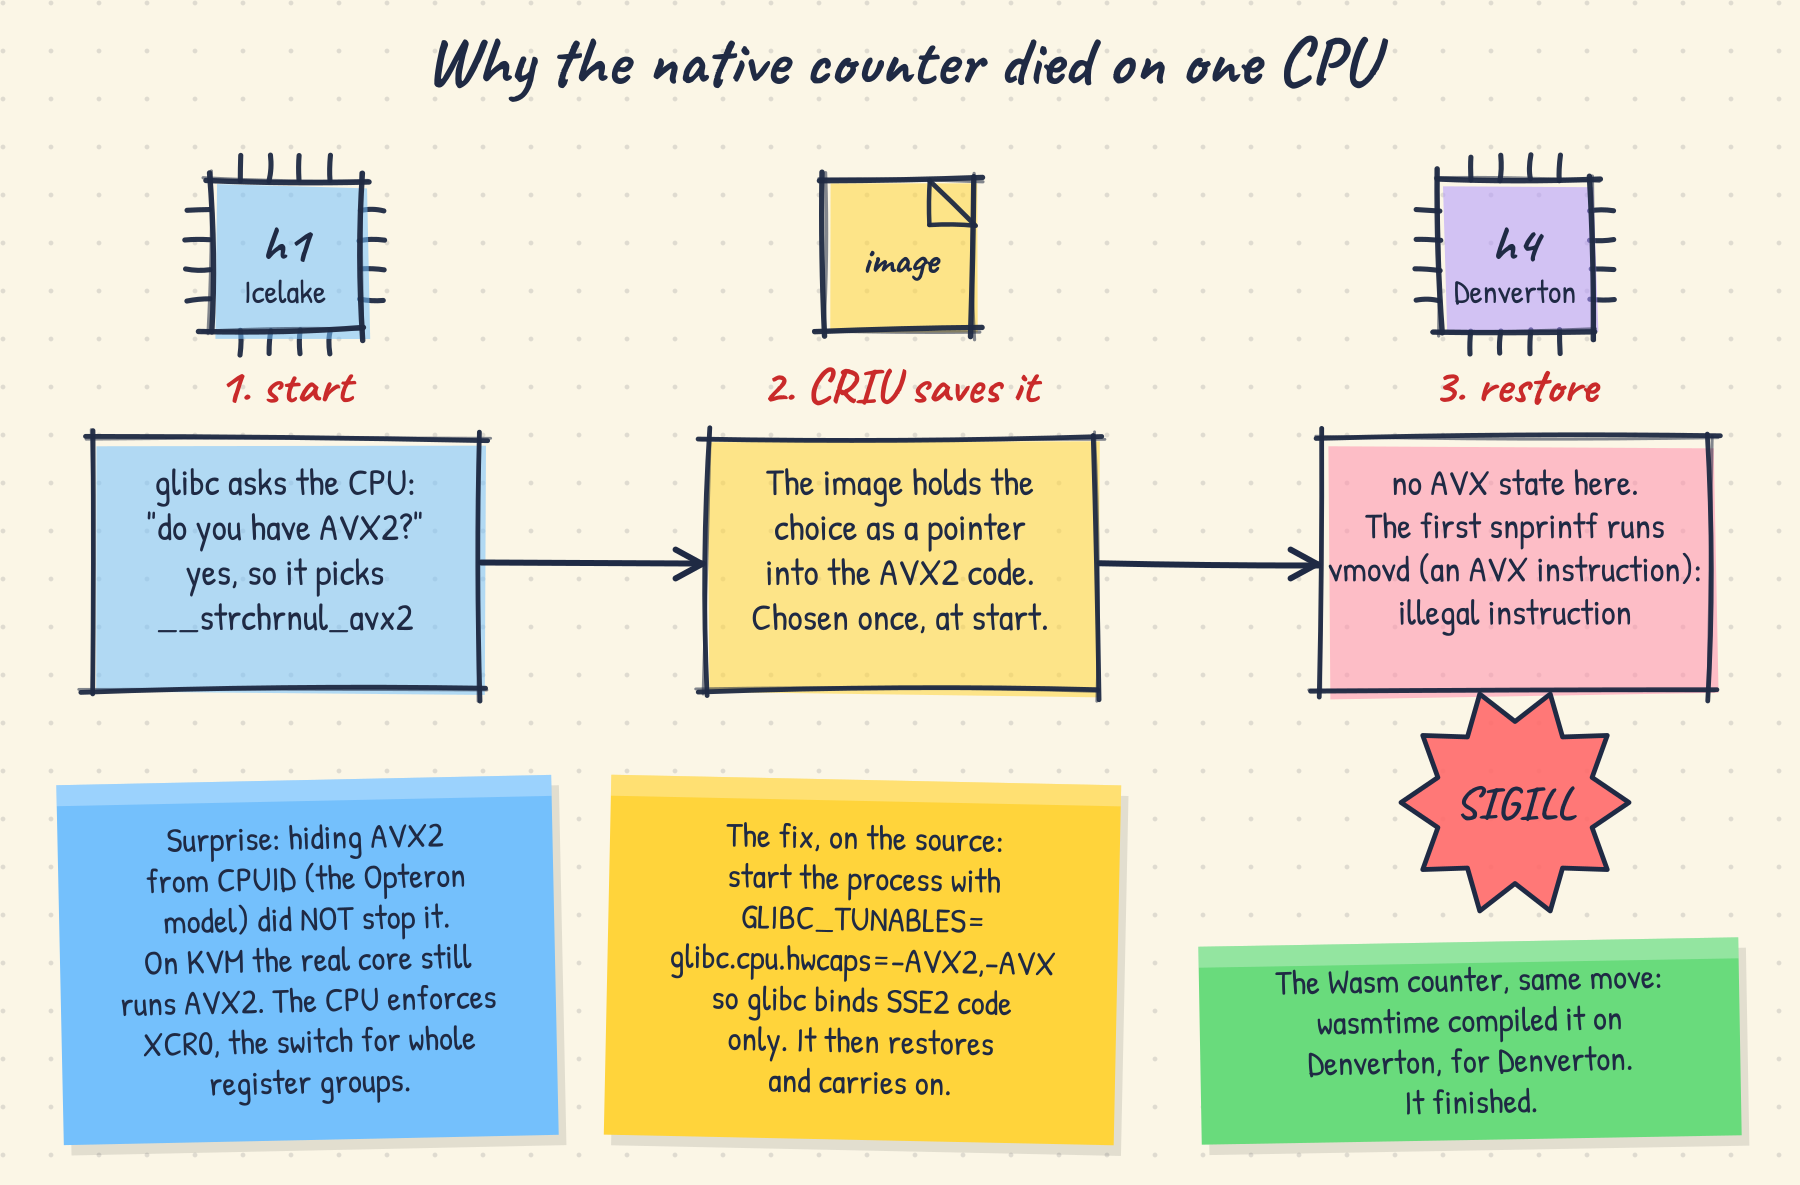 Why the native counter died on one CPU
h1
Icelake
image
h4
Denverton
1. start
2. CRIU saves it
3. restore
glibc asks the CPU:
"do you have AVX2?"
yes, so it picks
__strchrnul_avx2
The image holds the
choice as a pointer
into the AVX2 code.
Chosen once, at start.
no AVX state here.
The first snprintf runs
vmovd (an AVX instruction):
illegal instruction
SIGILL
Surprise: hiding AVX2
from CPUID (the Opteron
model) did NOT stop it.
On KVM the real core still
runs AVX2. The CPU enforces
XCR0, the switch for whole
register groups.
The fix, on the source:
start the process with
GLIBC_TUNABLES=
glibc.cpu.hwcaps=-AVX2,-AVX
so glibc binds SSE2 code
only. It then restores
and carries on.
The Wasm counter, same move:
wasmtime compiled it on
Denverton, for Denverton.
It finished.